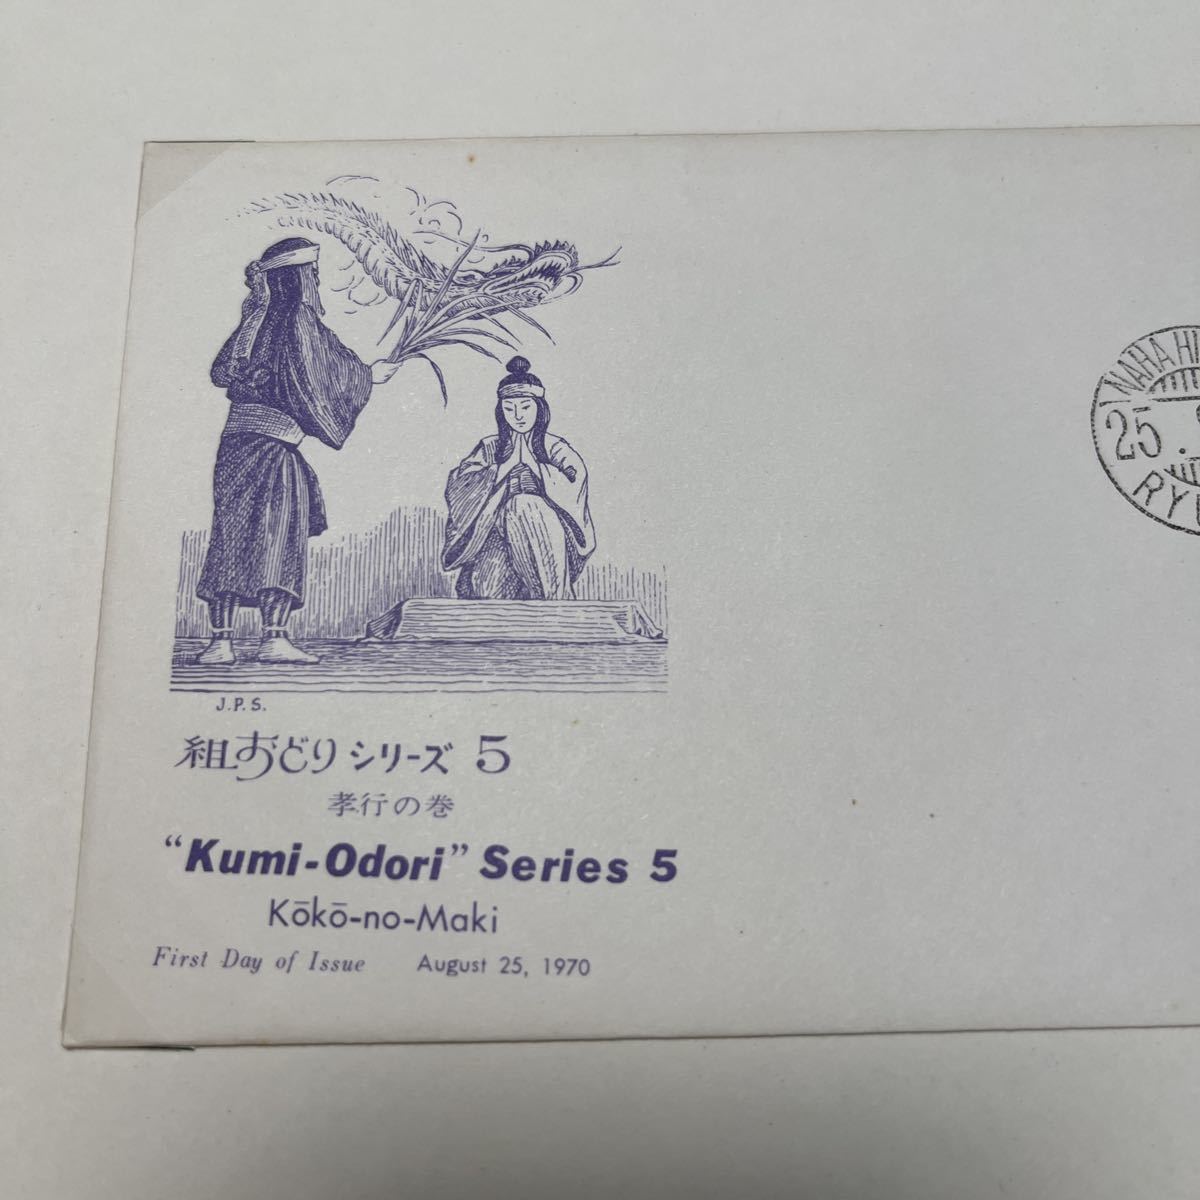 J.P.S.
組おどりシリーズ 5
孝行の巻
“Kumi-Odori” Series 5
Kōkō-no-Maki
First Day of Issue August 25, 1970
NAHA
25.